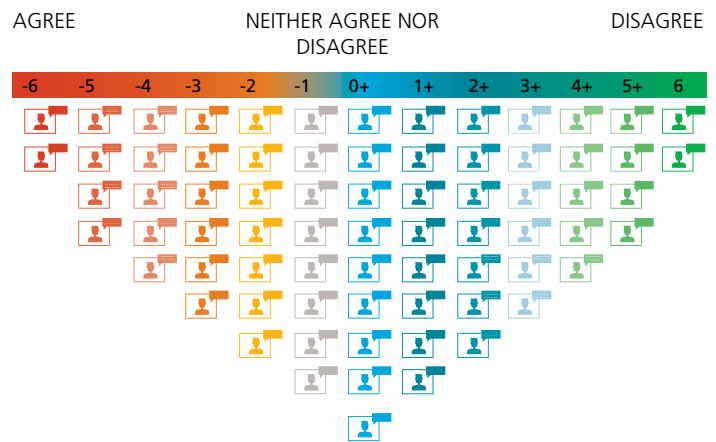 AGREE
NEITHER AGREE NOR
DISAGREE
DISAGREE
-6 -5 -4 -3 -2 -1 0+ 1+ 2+ 3+ 4+ 5+ 6